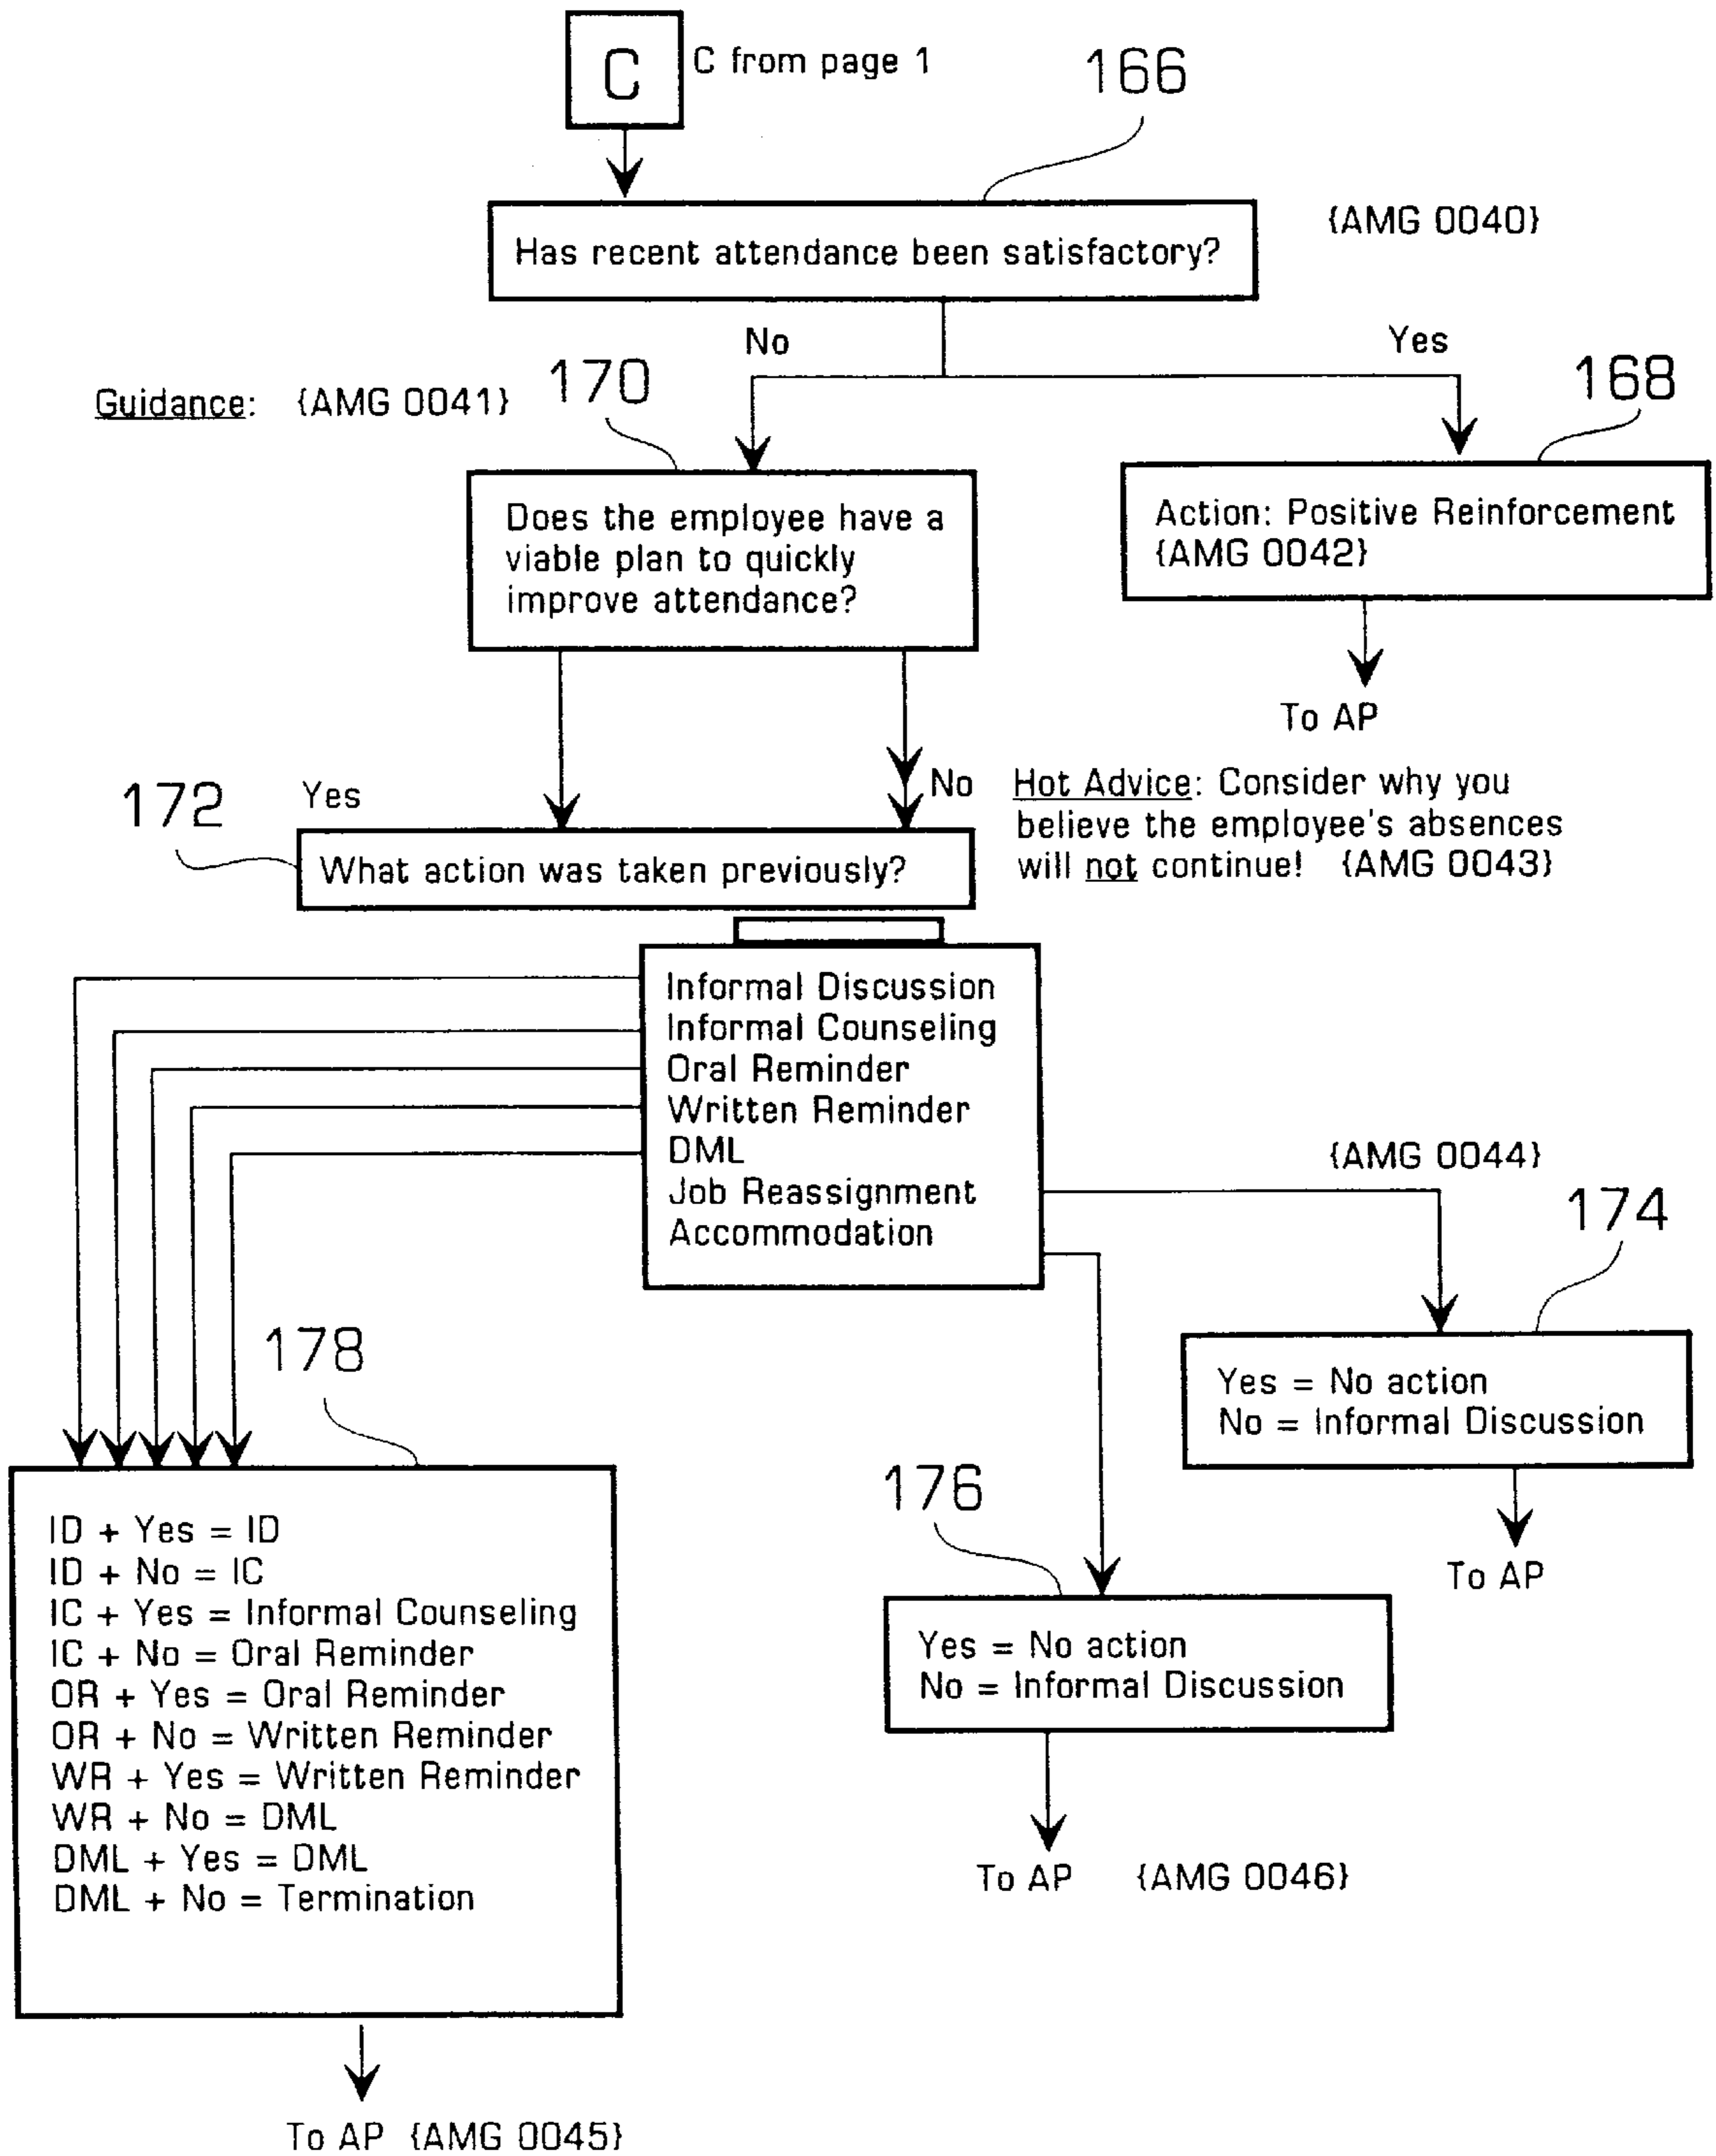 C
C from page 1
166
Has recent attendance been satisfactory?
{AMG 0040}
No
Yes
Guidance: {AMG 0041}
170
168
Does the employee have a
viable plan to quickly
improve attendance?
Action: Positive Reinforcement
{AMG 0042}
To AP
172
Yes
No
Hot Advice: Consider why you
believe the employee's absences
will not continue! {AMG 0043}
What action was taken previously?
Informal Discussion
Informal Counseling
Oral Reminder
Written Reminder
DML
Job Reassignment
Accommodation
{AMG 0044}
174
Yes = No action
No = Informal Discussion
To AP
178
176
Yes = No action
No = Informal Discussion
To AP {AMG 0046}
ID + Yes = ID
ID + No = IC
IC + Yes = Informal Counseling
IC + No = Oral Reminder
OR + Yes = Oral Reminder
OR + No = Written Reminder
WR + Yes = Written Reminder
WR + No = DML
DML + Yes = DML
DML + No = Termination
To AP {AMG 0045}